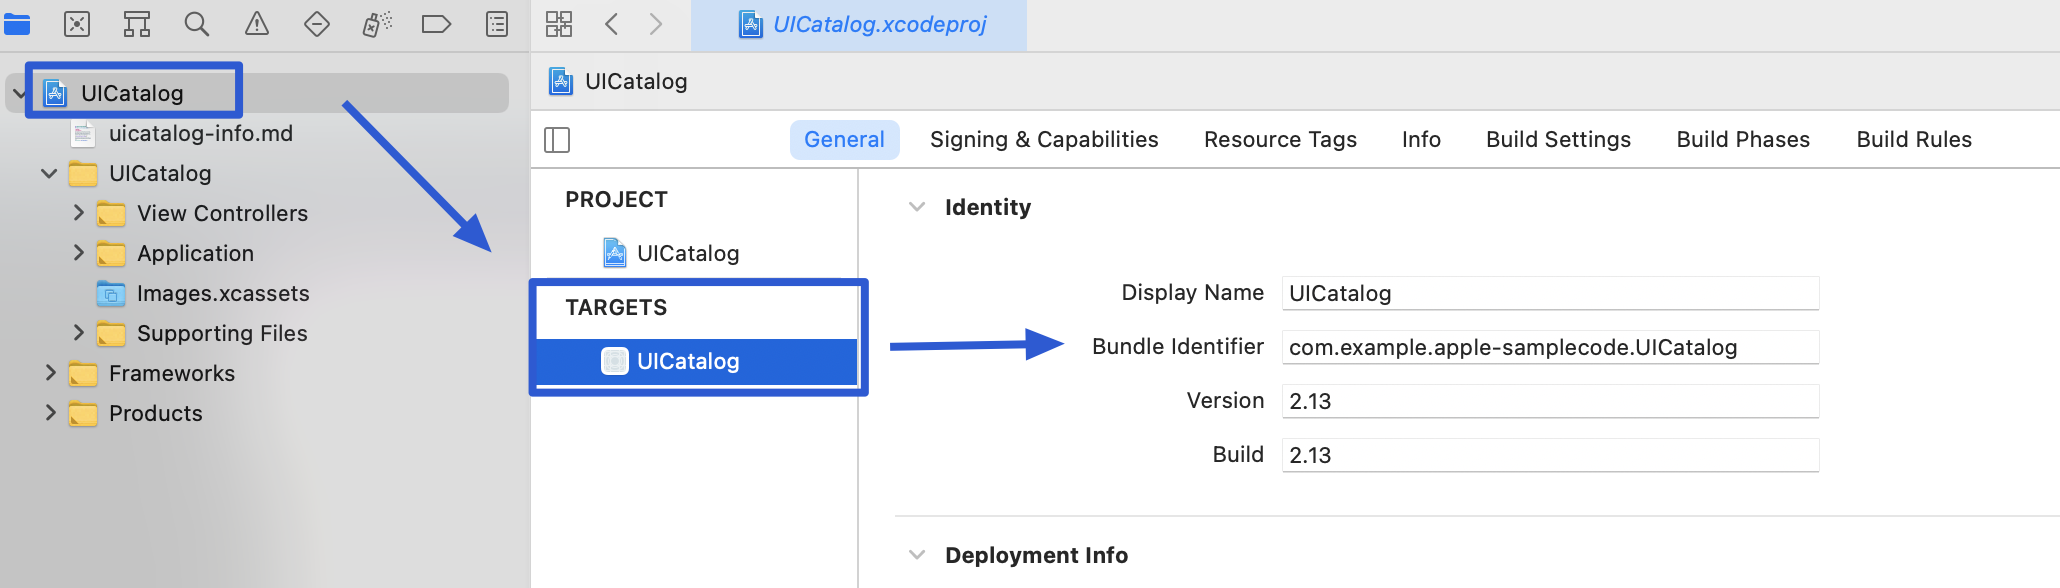 UICatalog
uicatalog-info.md
UICatalog
View Controllers
Application
Images.xcassets
Supporting Files
Frameworks
Products
UICatalog.xcodeproj
UICatalog
General Signing & Capabilities Resource Tags Info Build Settings Build Phases Build Rules
PROJECT
UICatalog
TARGETS
UICatalog
Identity
Display Name UICatalog
Bundle Identifier com.example.apple-samplecode.UICatalog
Version 2.13
Build 2.13
Deployment Info